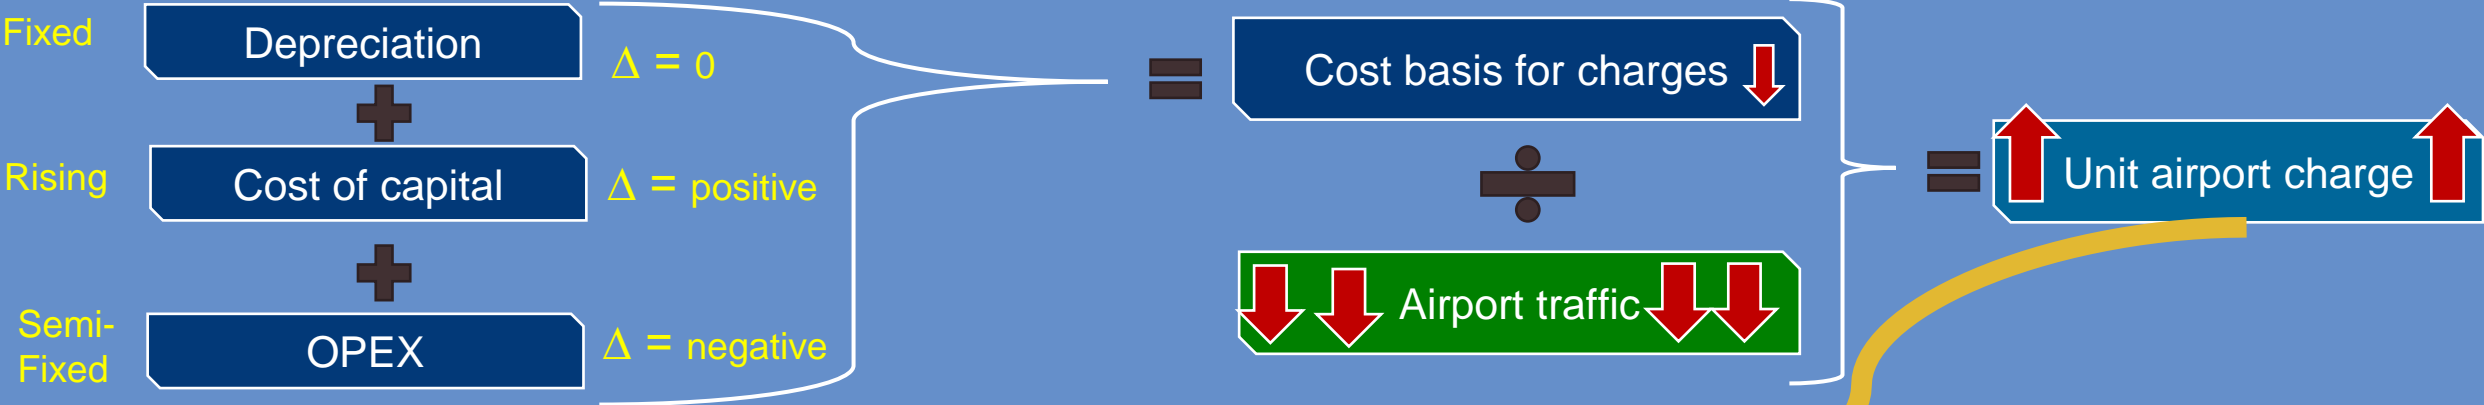 Fixed
Depreciation
Δ = 0
Rising
Cost of capital
Δ = positive
Semi-
Fixed
OPEX
Δ = negative
Cost basis for charges
Airport traffic
Unit airport charge